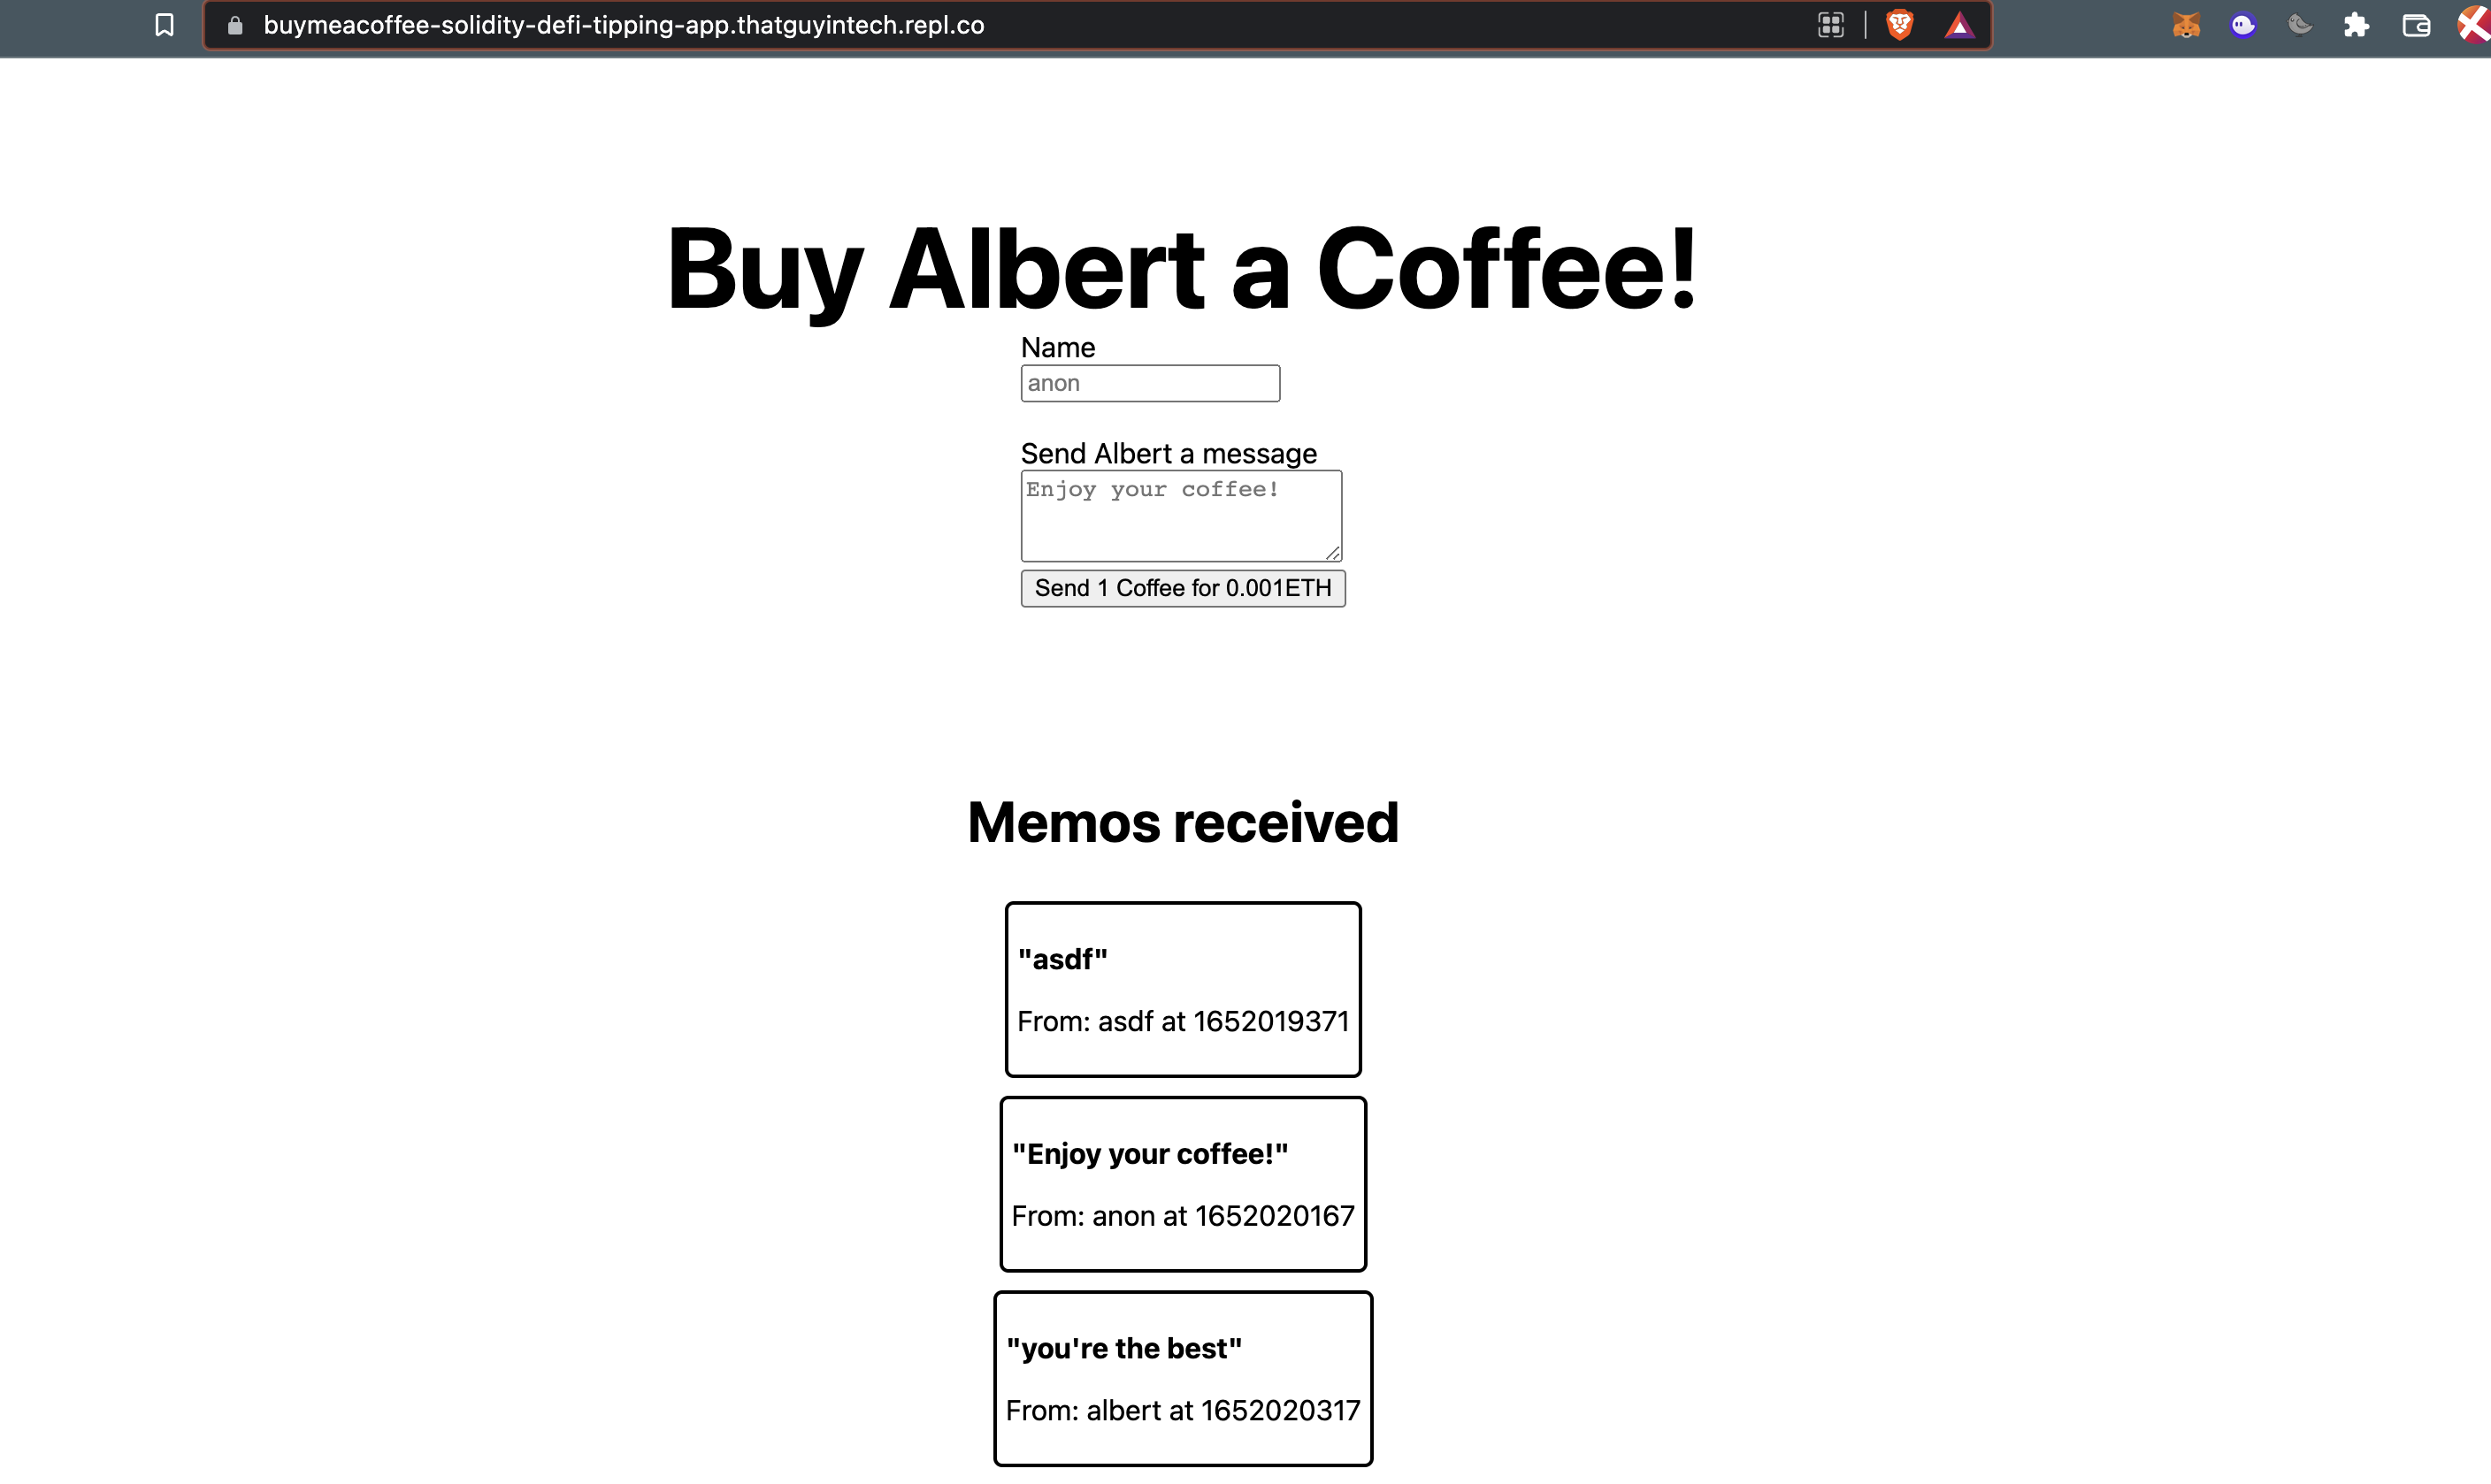 buymeacoffee-solidity-defi-tipping-app.thatguyintech.repl.co
Buy Albert a Coffee!
Name
anon
Send Albert a message
Enjoy your coffee!
Send 1 Coffee for 0.001ETH
Memos received
"asdf"
From: asdf at 1652019371
"Enjoy your coffee!"
From: anon at 1652020167
"you're the best"
From: albert at 1652020317